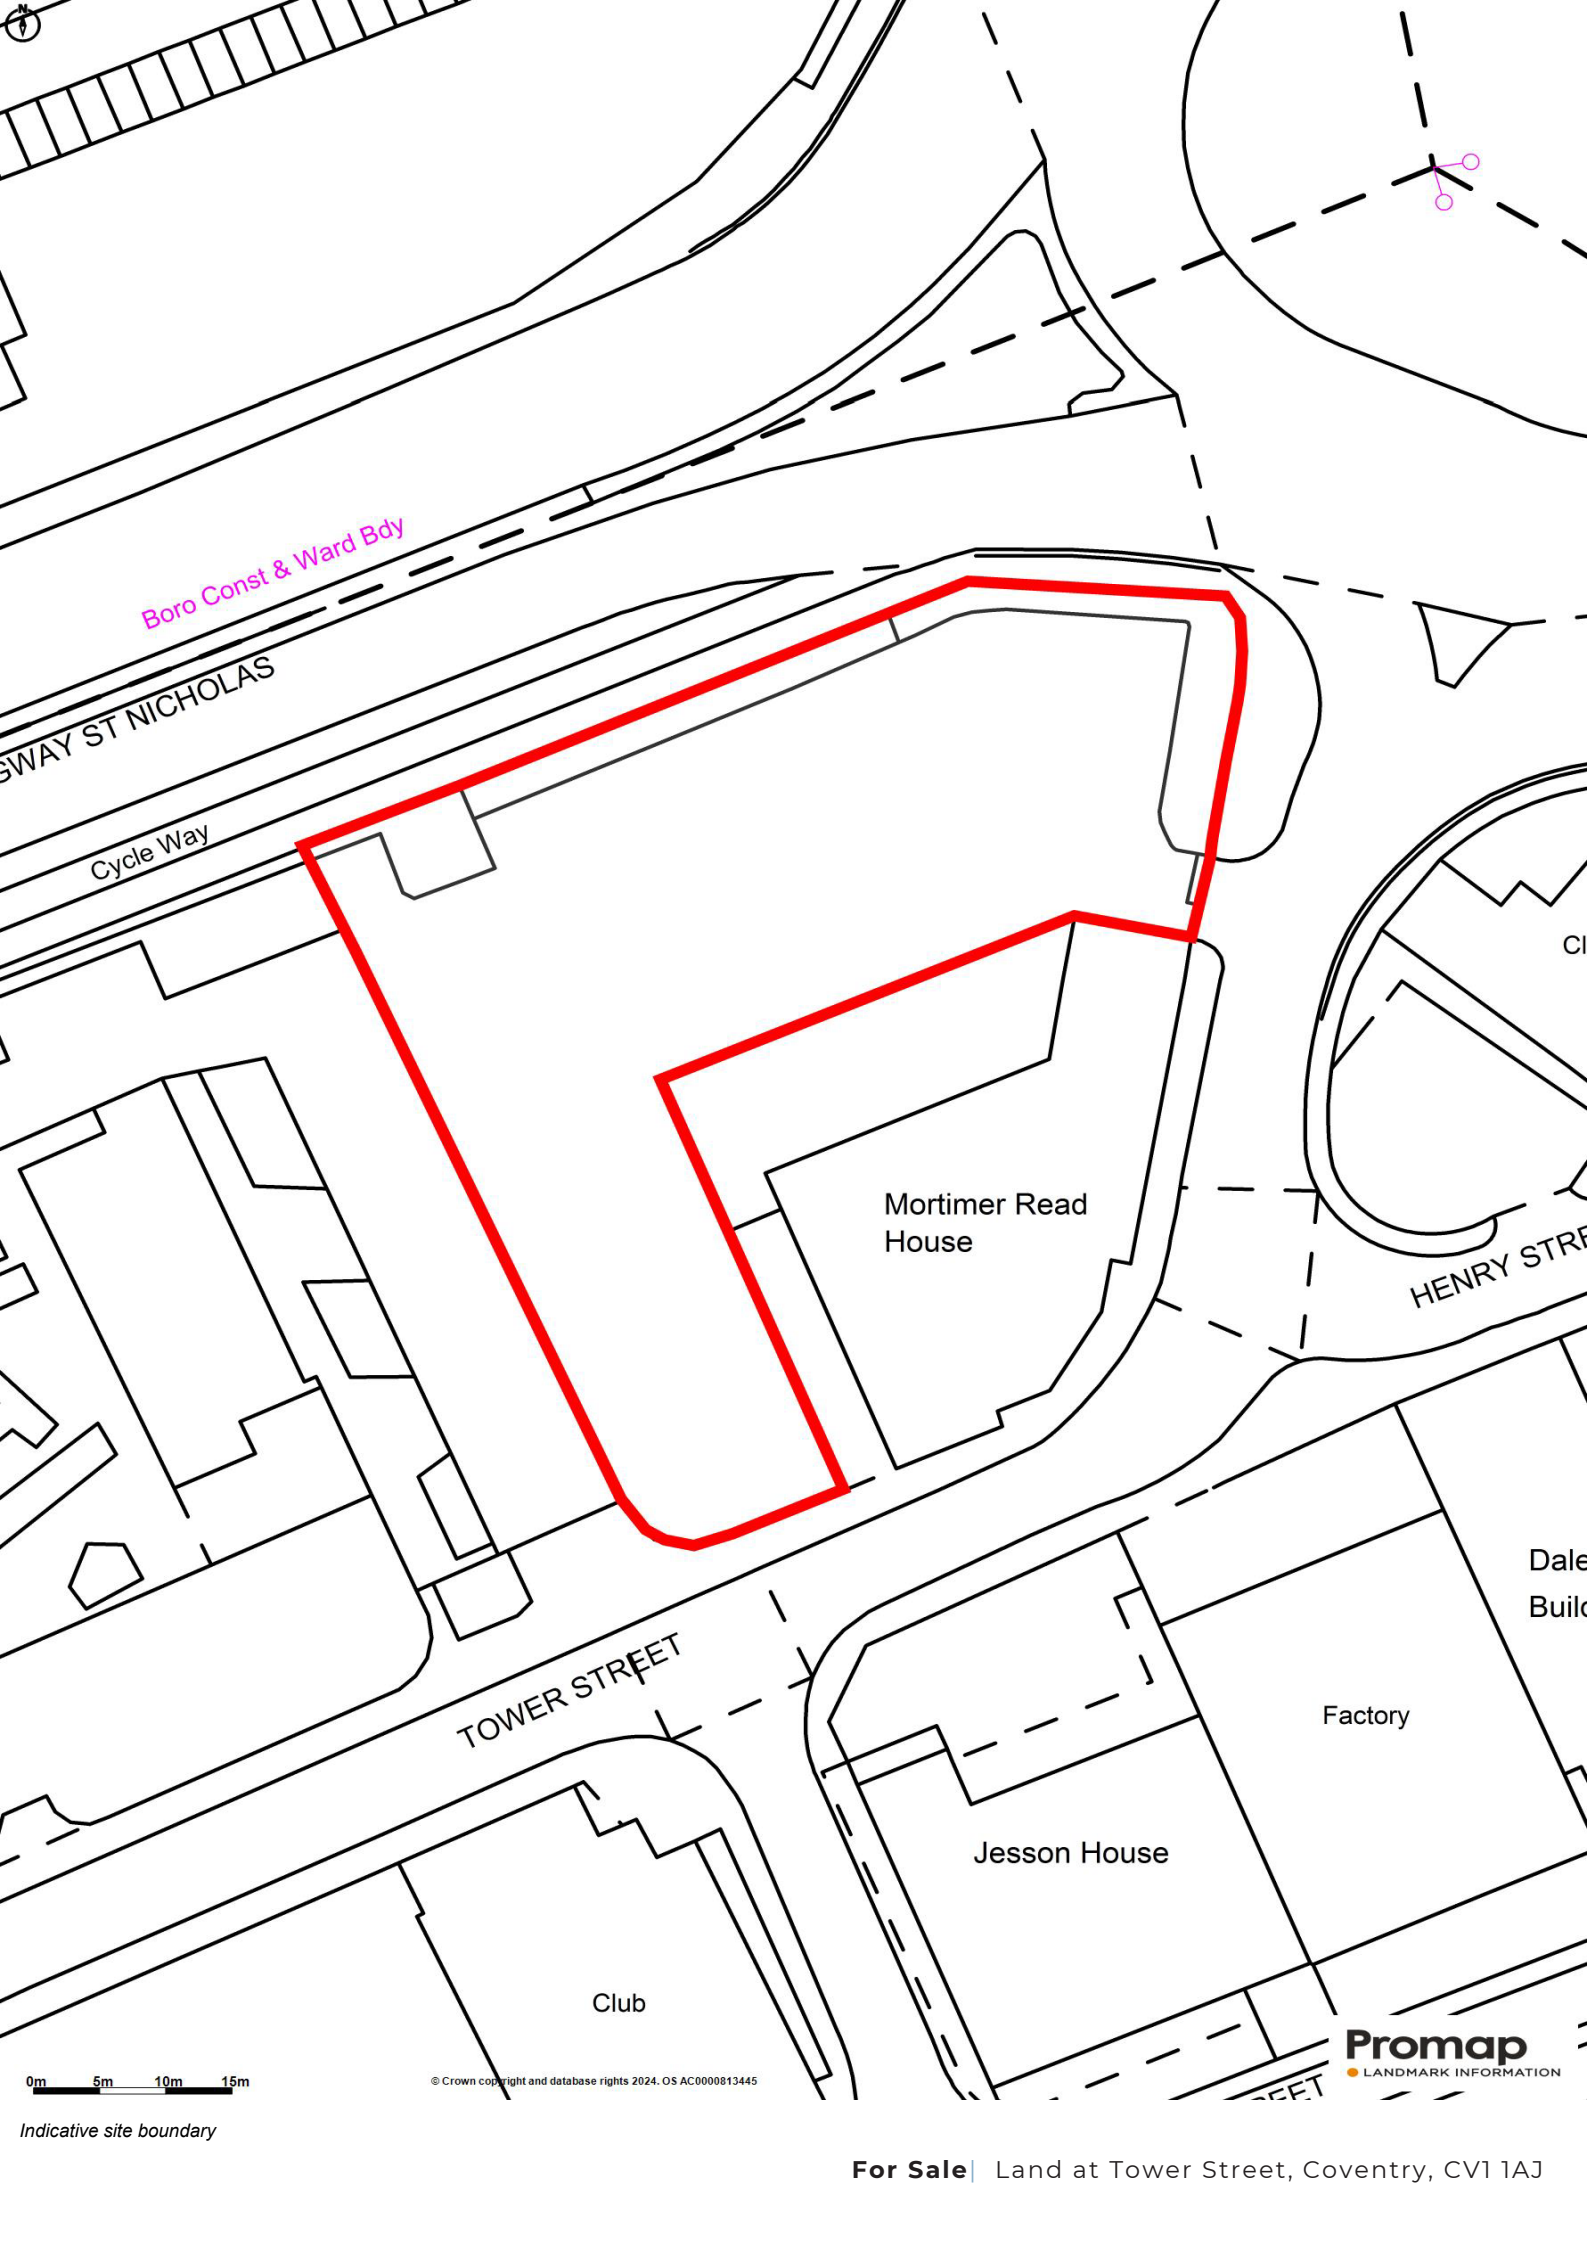 N
Boro Const & Ward Bdy
GWAY ST NICHOLAS
Cycle Way
Cl
Mortimer Read
House
HENRY STRE
Dale
Build
TOWER STREET
Factory
Jesson House
Club
EET
Promap
LANDMARK INFORMATION
0m 5m 10m 15m
© Crown copyright and database rights 2024. OS AC0000813445
Indicative site boundary
For Sale| Land at Tower Street, Coventry, CV1 1AJ